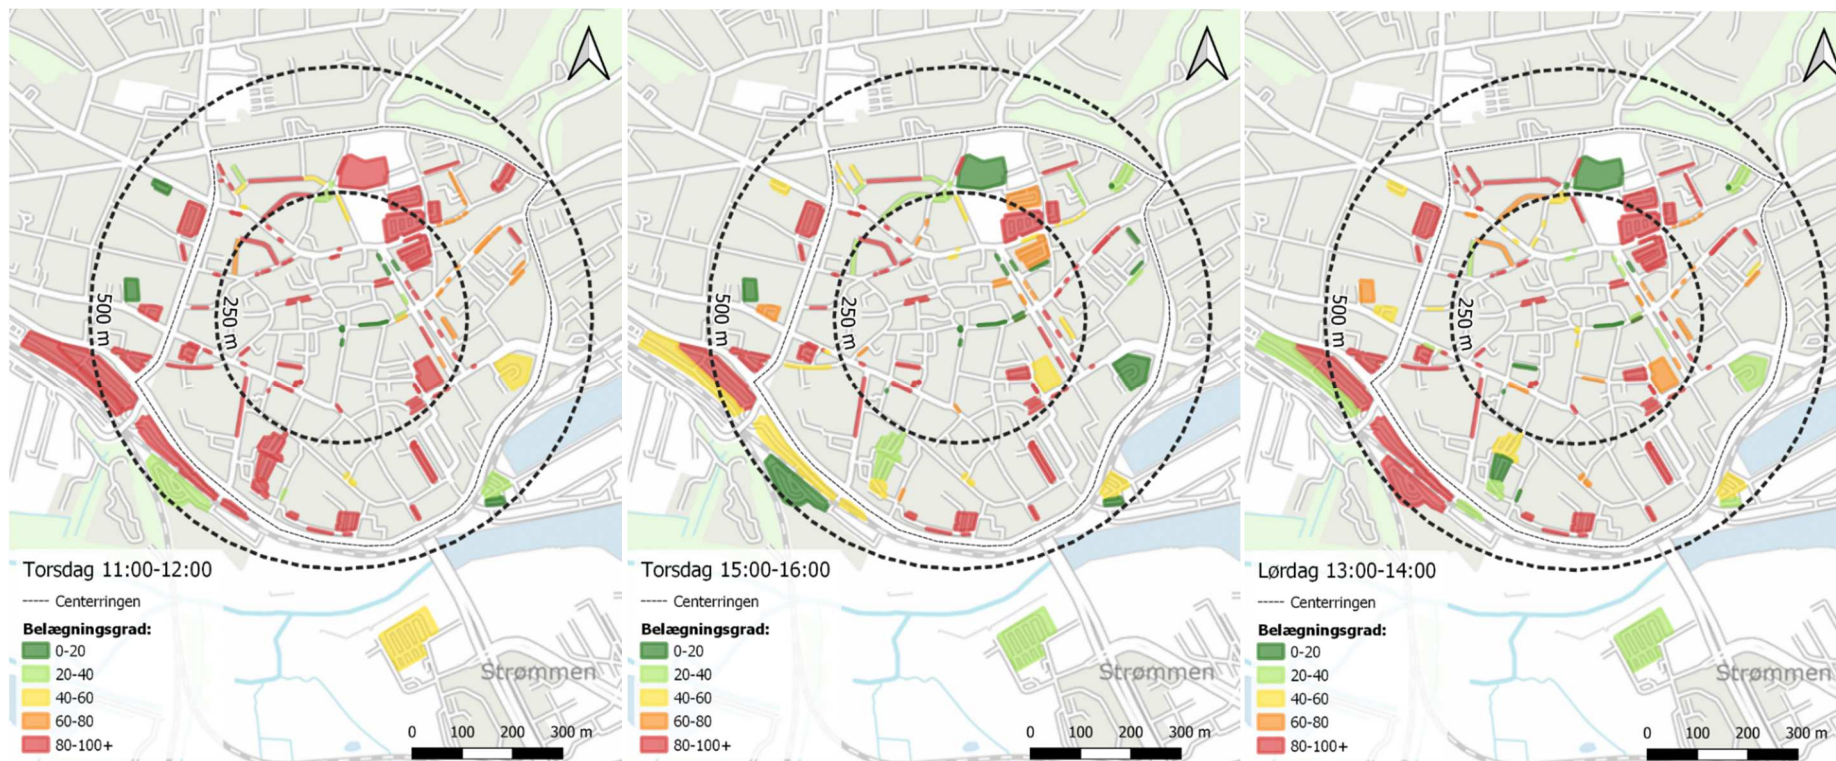 500 m
250 m
Torsdag 11:00-12:00
Centerringen
Belægningsgrad:
0-20
20-40
40-60
60-80
80-100+
Strømmen
0 100 200 300 m
500 m
250 m
Torsdag 15:00-16:00
Centerringen
Belægningsgrad:
0-20
20-40
40-60
60-80
80-100+
Strømmen
0 100 200 300 m
500 m
250 m
Lørdag 13:00-14:00
Centerringen
Belægningsgrad:
0-20
20-40
40-60
60-80
80-100+
Strømmen
0 100 200 300 m